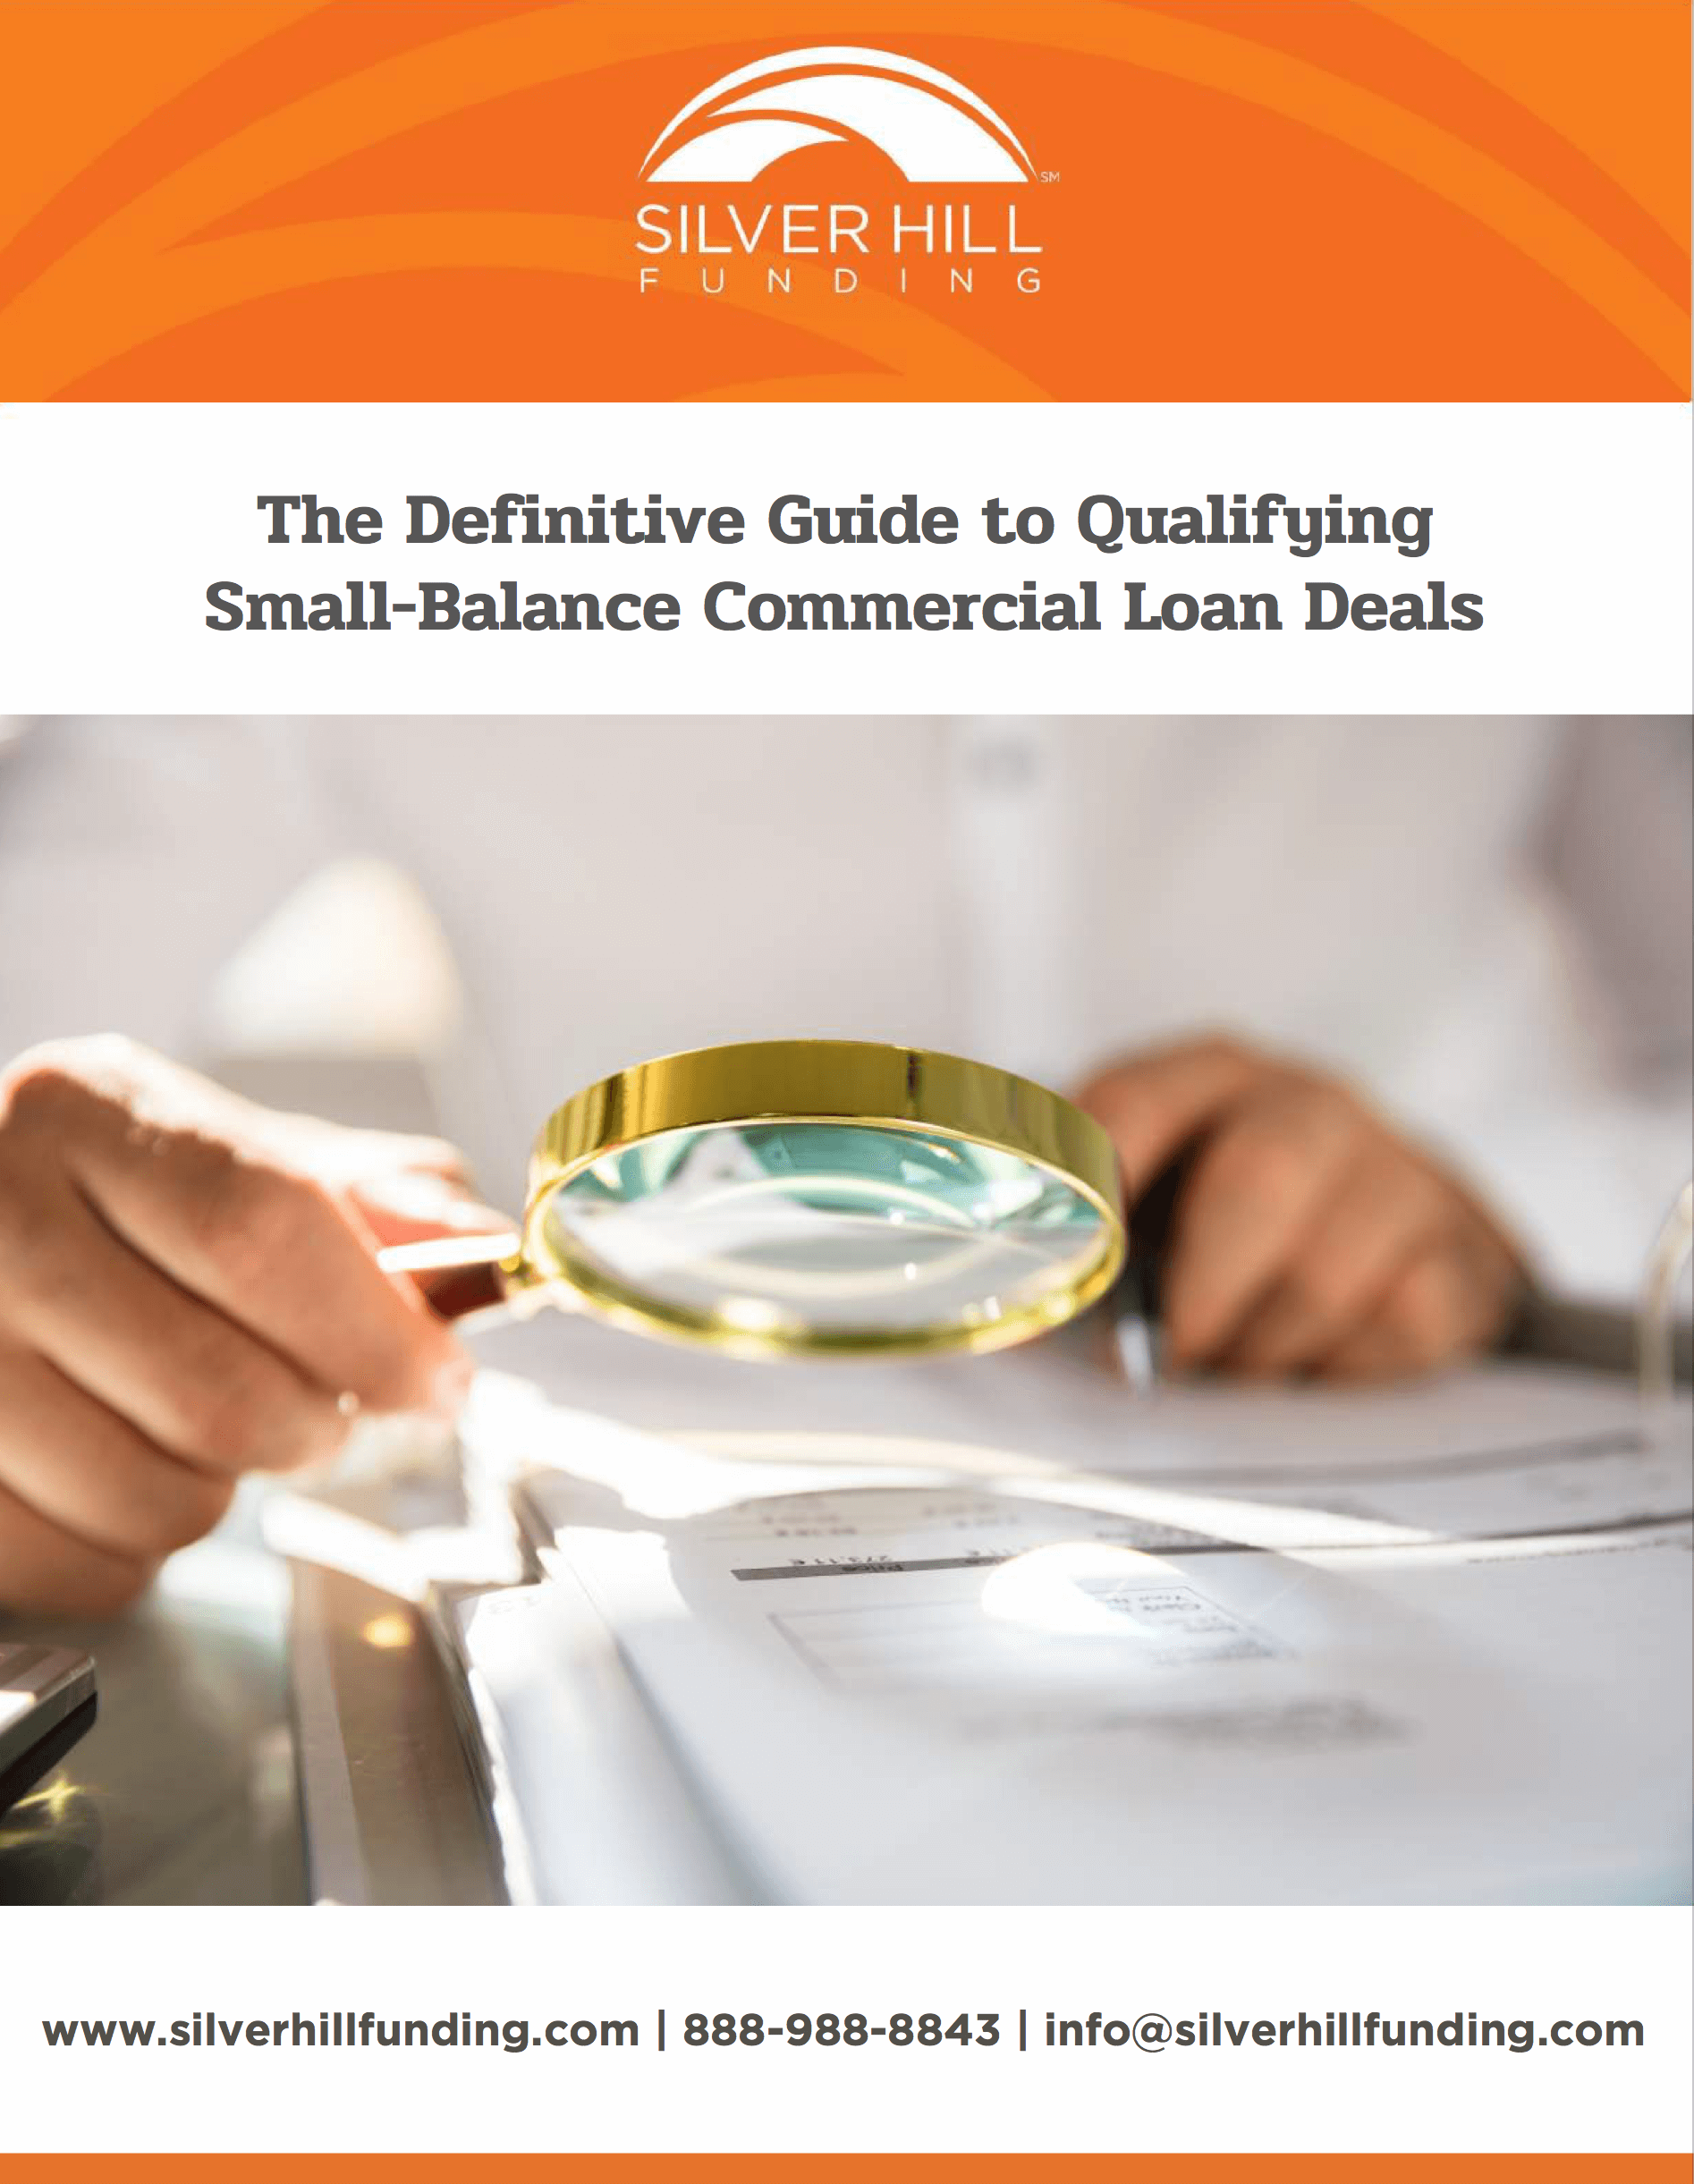 SM
SILVER HILL
FUNDING
The Definitive Guide to Qualifying
Small-Balance Commercial Loan Deals
www.silverhillfunding.com | 888-988-8843 | info@silverhillfunding.com